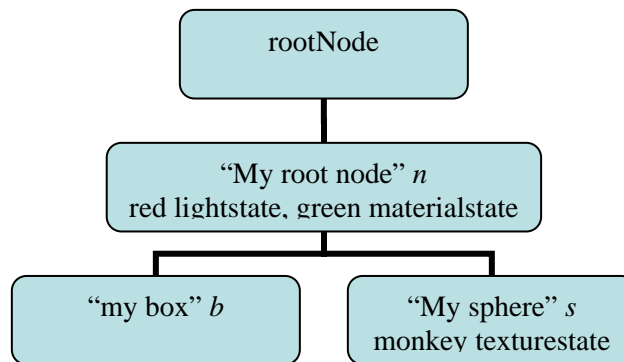 rootNode
“My root node” n
red lightstate, green materialstate
“my box” b
“My sphere” s
monkey texturestate